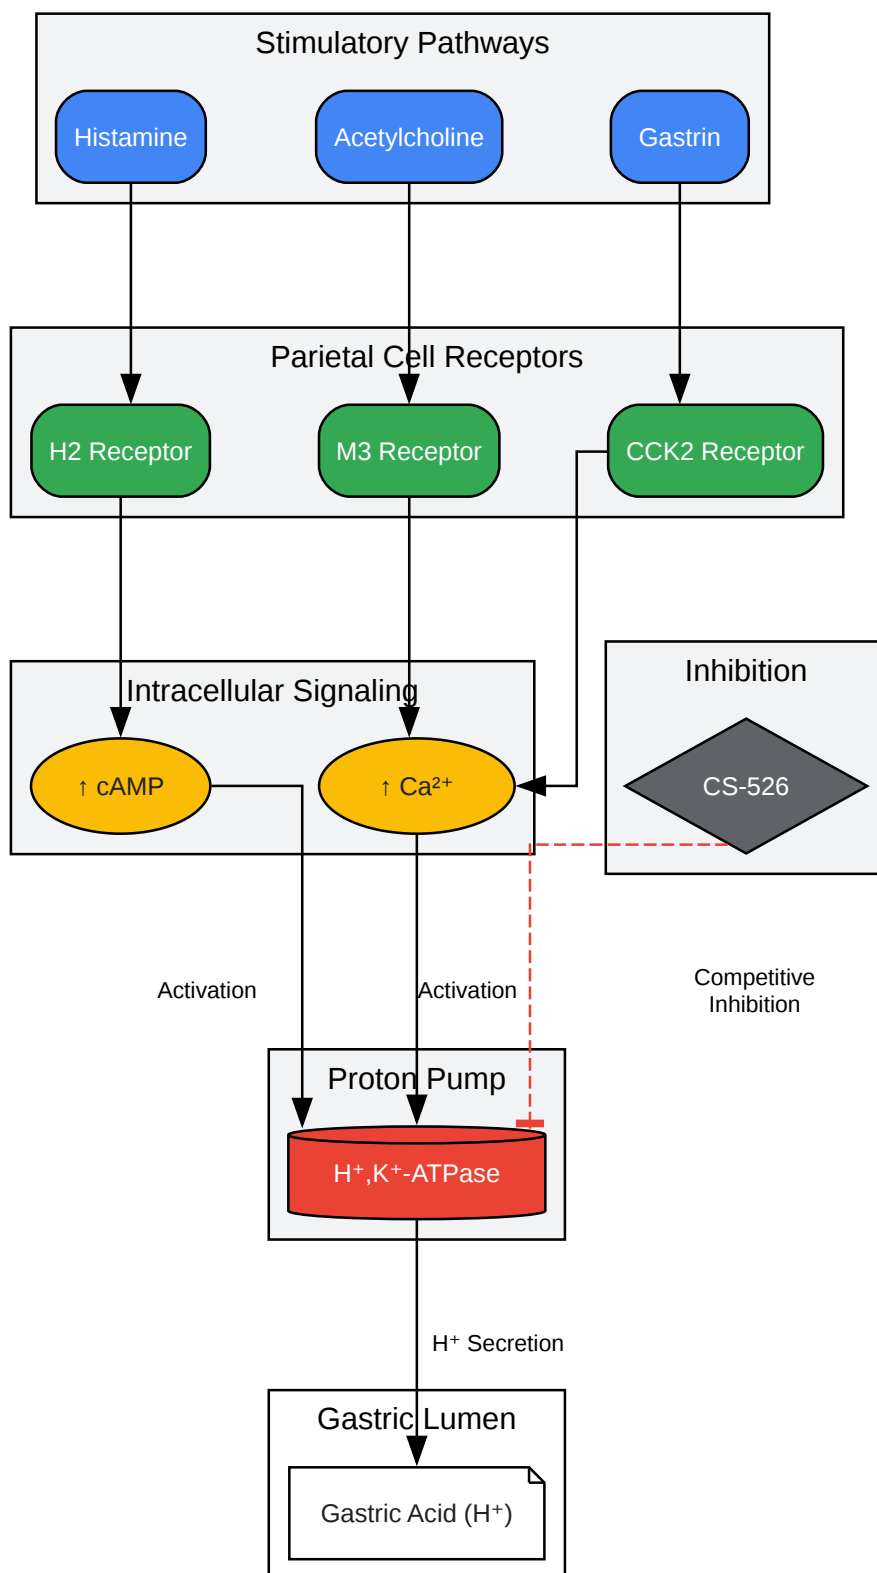 Stimulatory Pathways
Histamine
Acetylcholine
Gastrin
Parietal Cell Receptors
H2 Receptor
M3 Receptor
CCK2 Receptor
Intracellular Signaling
Inhibition
↑ cAMP
↑ Ca²⁺
CS-526
Activation
Activation
Competitive
Inhibition
Proton Pump
H⁺,K⁺-ATPase
H⁺ Secretion
Gastric Lumen
Gastric Acid (H⁺)